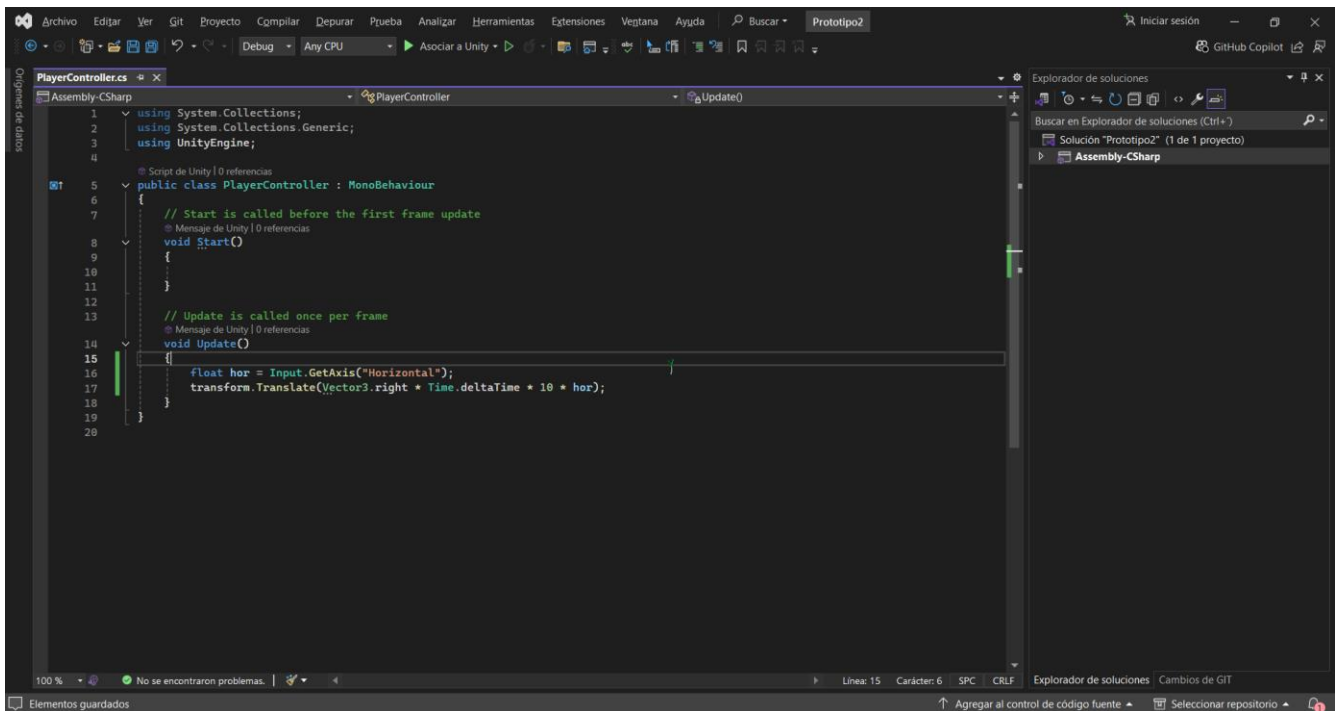 Archivo Editar Ver Git Proyecto Compilar Depurar Prueba Analizar Herramientas Extensiones Ventana Ayuda Buscar Prototipo2 Iniciar sesión
Debug Any CPU Asociar a Unity GitHub Copilot
Orígenes de datos
PlayerController.cs
Assembly-CSharp PlayerController Update()
1 using System.Collections;
2 using System.Collections.Generic;
3 using UnityEngine;
4
Script de Unity | 0 referencias
5 public class PlayerController : MonoBehaviour
6 {
7 // Start is called before the first frame update
Mensaje de Unity | 0 referencias
8 void Start()
9 {
10
11 }
12
13 // Update is called once per frame
Mensaje de Unity | 0 referencias
14 void Update()
15 {
16 float hor = Input.GetAxis("Horizontal");
17 transform.Translate(Vector3.right * Time.deltaTime * 10 * hor);
18 }
19 }
20
Explorador de soluciones
Buscar en Explorador de soluciones (Ctrl+´)
Solución "Prototipo2" (1 de 1 proyecto)
Assembly-CSharp
100 % No se encontraron problemas. Línea: 15 Carácter: 6 SPC CRLF
Explorador de soluciones Cambios de GIT
Elementos guardados Agregar al control de código fuente Seleccionar repositorio 1